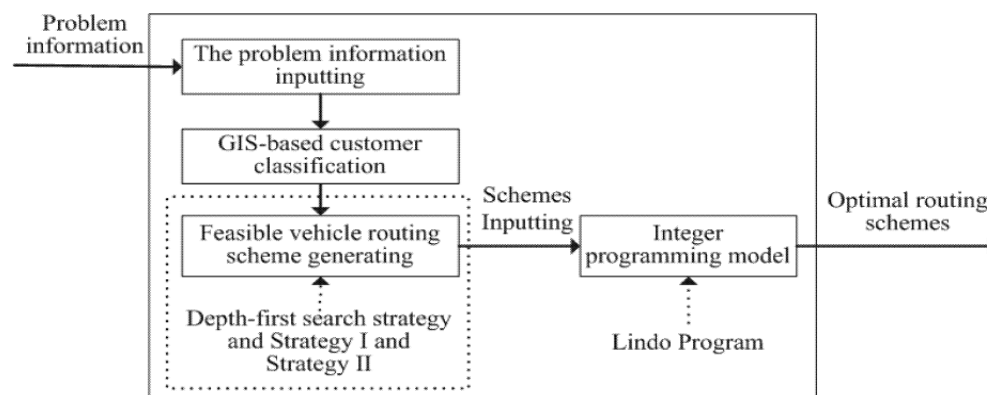 Problem
information
The problem information
inputting
GIS-based customer
classification
Feasible vehicle routing
scheme generating
Depth-first search strategy
and Strategy I and
Strategy II
Schemes
Inputting
Integer
programming model
Lindo Program
Optimal routing
schemes